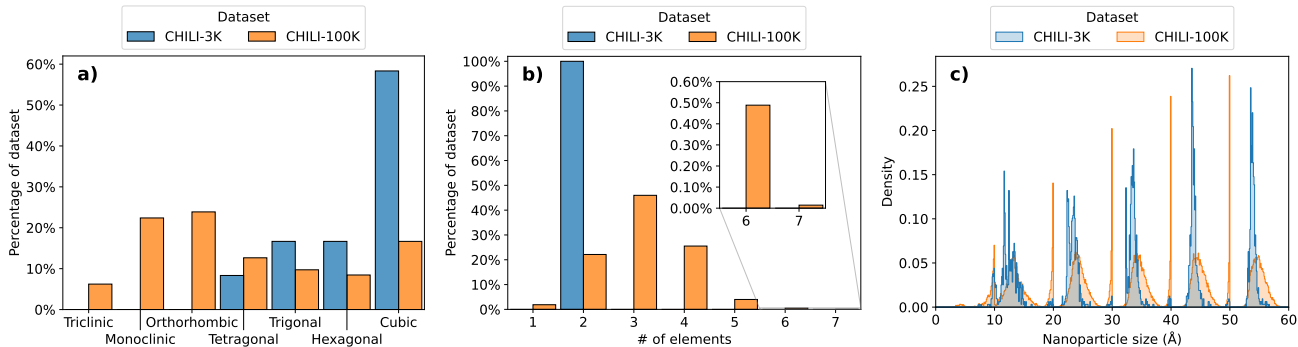 Dataset
CHILI-3K CHILI-100K
a)
Percentage of dataset
60%
50%
40%
30%
20%
10%
0%
Triclinic Orthorhombic Trigonal Cubic
Monoclinic Tetragonal Hexagonal
Dataset
CHILI-3K CHILI-100K
b)
Percentage of dataset
100%
90%
80%
70%
60%
50%
40%
30%
20%
10%
0%
1 2 3 4 5 6 7
# of elements
0.60%
0.50%
0.40%
0.30%
0.20%
0.10%
0.00%
6 7
Dataset
CHILI-3K CHILI-100K
c)
Density
0.25
0.20
0.15
0.10
0.05
0.00
0 10 20 30 40 50 60
Nanoparticle size (Å)